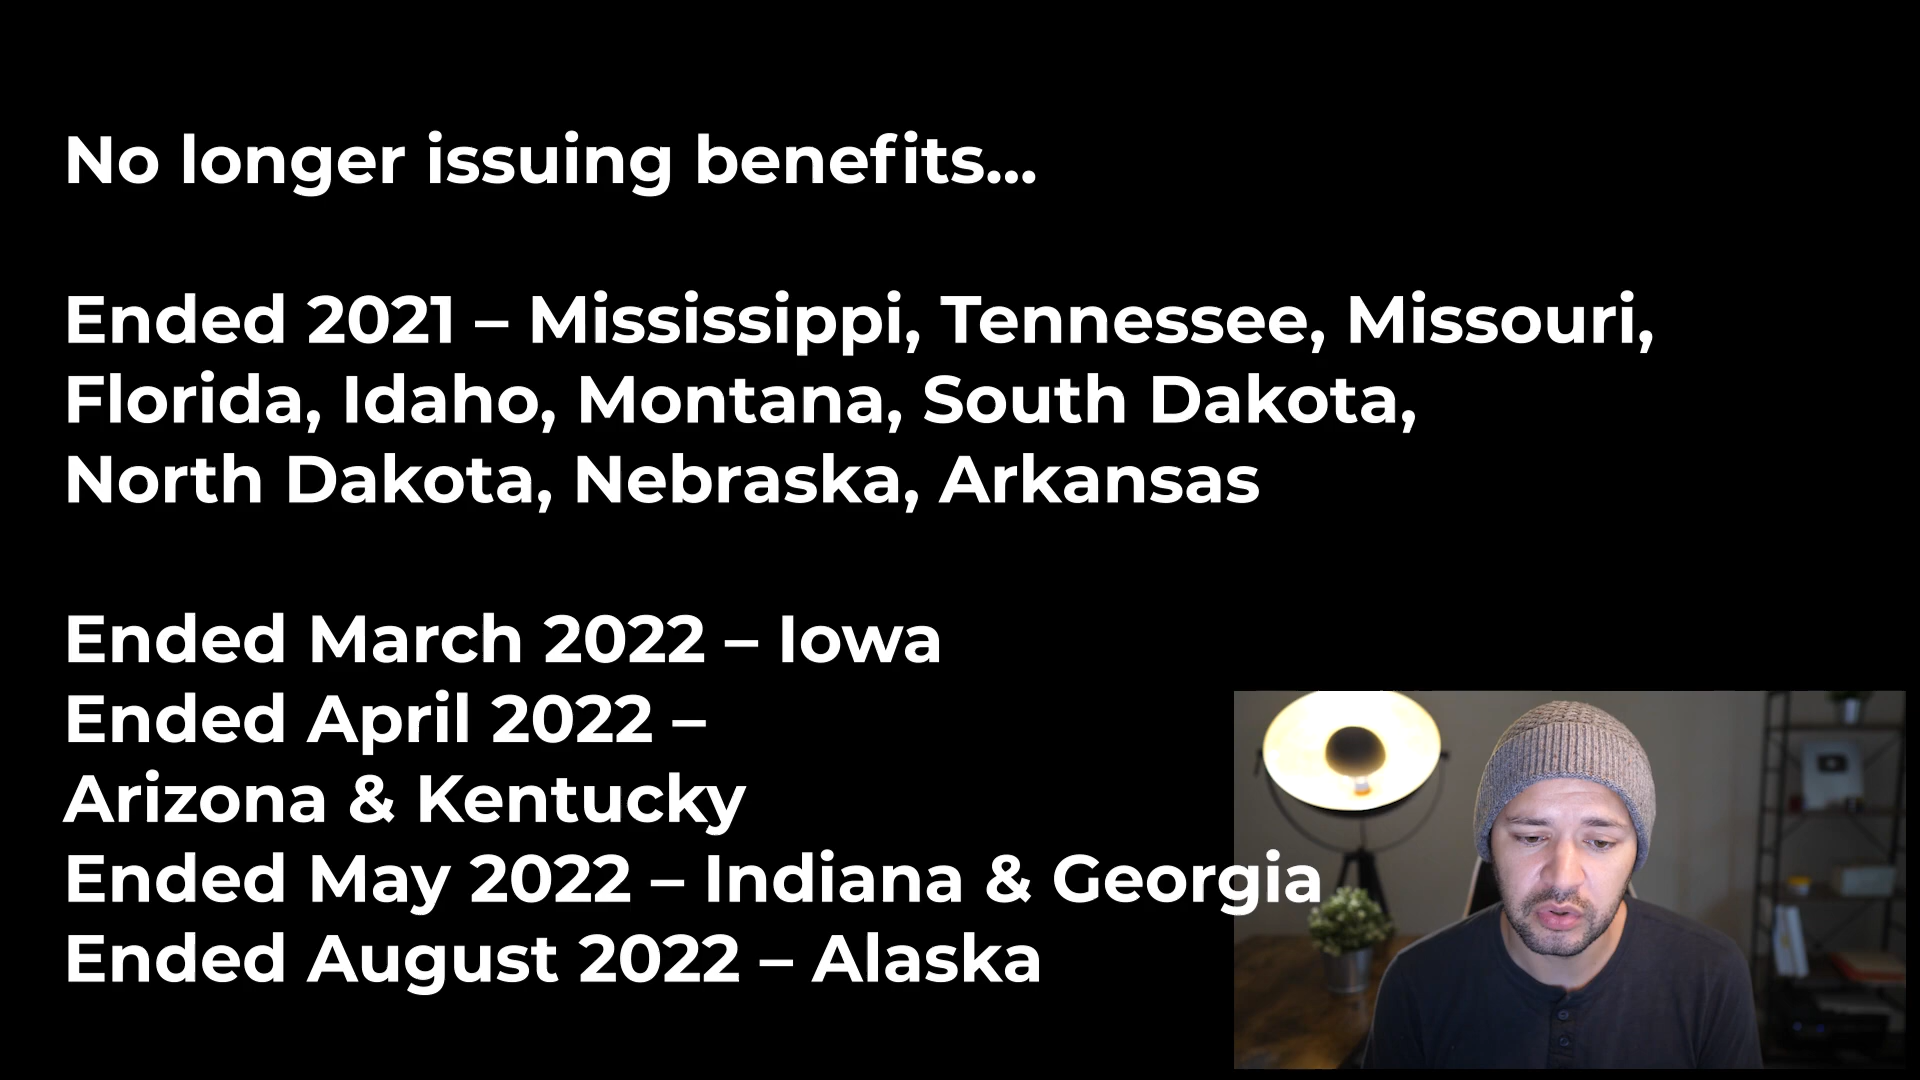 No longer issuing benefits...
Ended 2021 – Mississippi, Tennessee, Missouri,
Florida, Idaho, Montana, South Dakota,
North Dakota, Nebraska, Arkansas
Ended March 2022 – Iowa
Ended April 2022 –
Arizona & Kentucky
Ended May 2022 – Indiana & Georgia
Ended August 2022 – Alaska